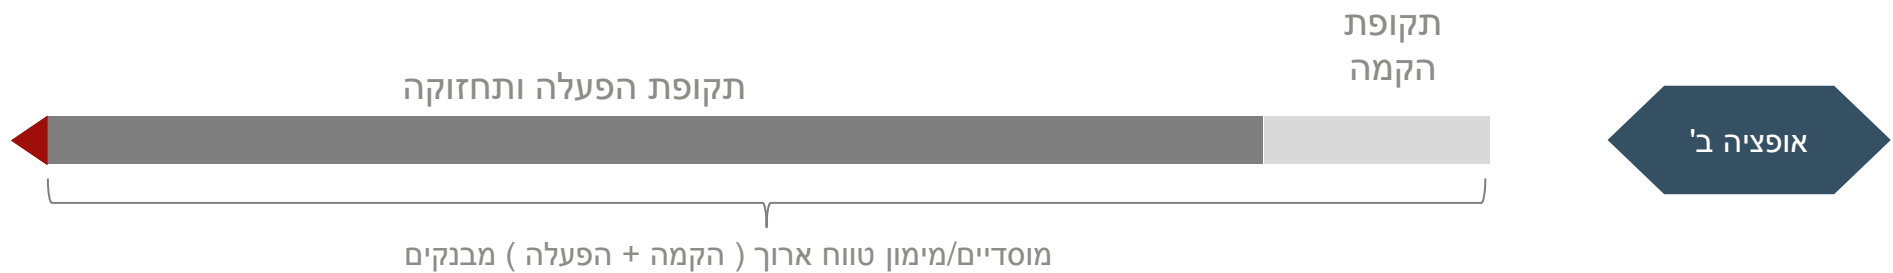 אופציה ב'
תקופת
הקמה
תקופת הפעלה ותחזוקה
מוסדיים/מימון טווח ארוך ( הקמה + הפעלה ) מבנקים